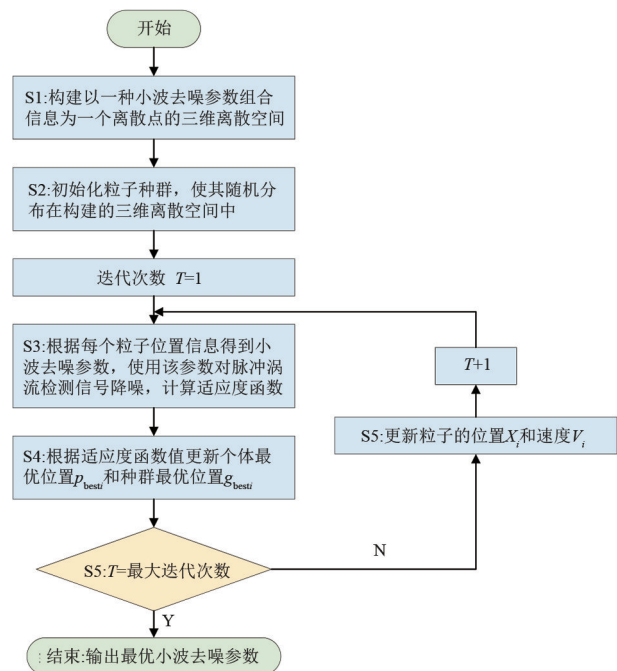 开始
S1:构建以一种小波去噪参数组合
信息为一个离散点的三维离散空间
S2:初始化粒子种群，使其随机分
布在构建的三维离散空间中
迭代次数 T=1
S3:根据每个粒子位置信息得到小
波去噪参数，使用该参数对脉冲涡
流检测信号降噪，计算适应度函数
T+1
S5:更新粒子的位置Xi和速度Vi
S4:根据适应度函数值更新个体最
优位置pbesti和种群最优位置gbesti
S5:T=最大迭代次数
N
Y
结束:输出最优小波去噪参数